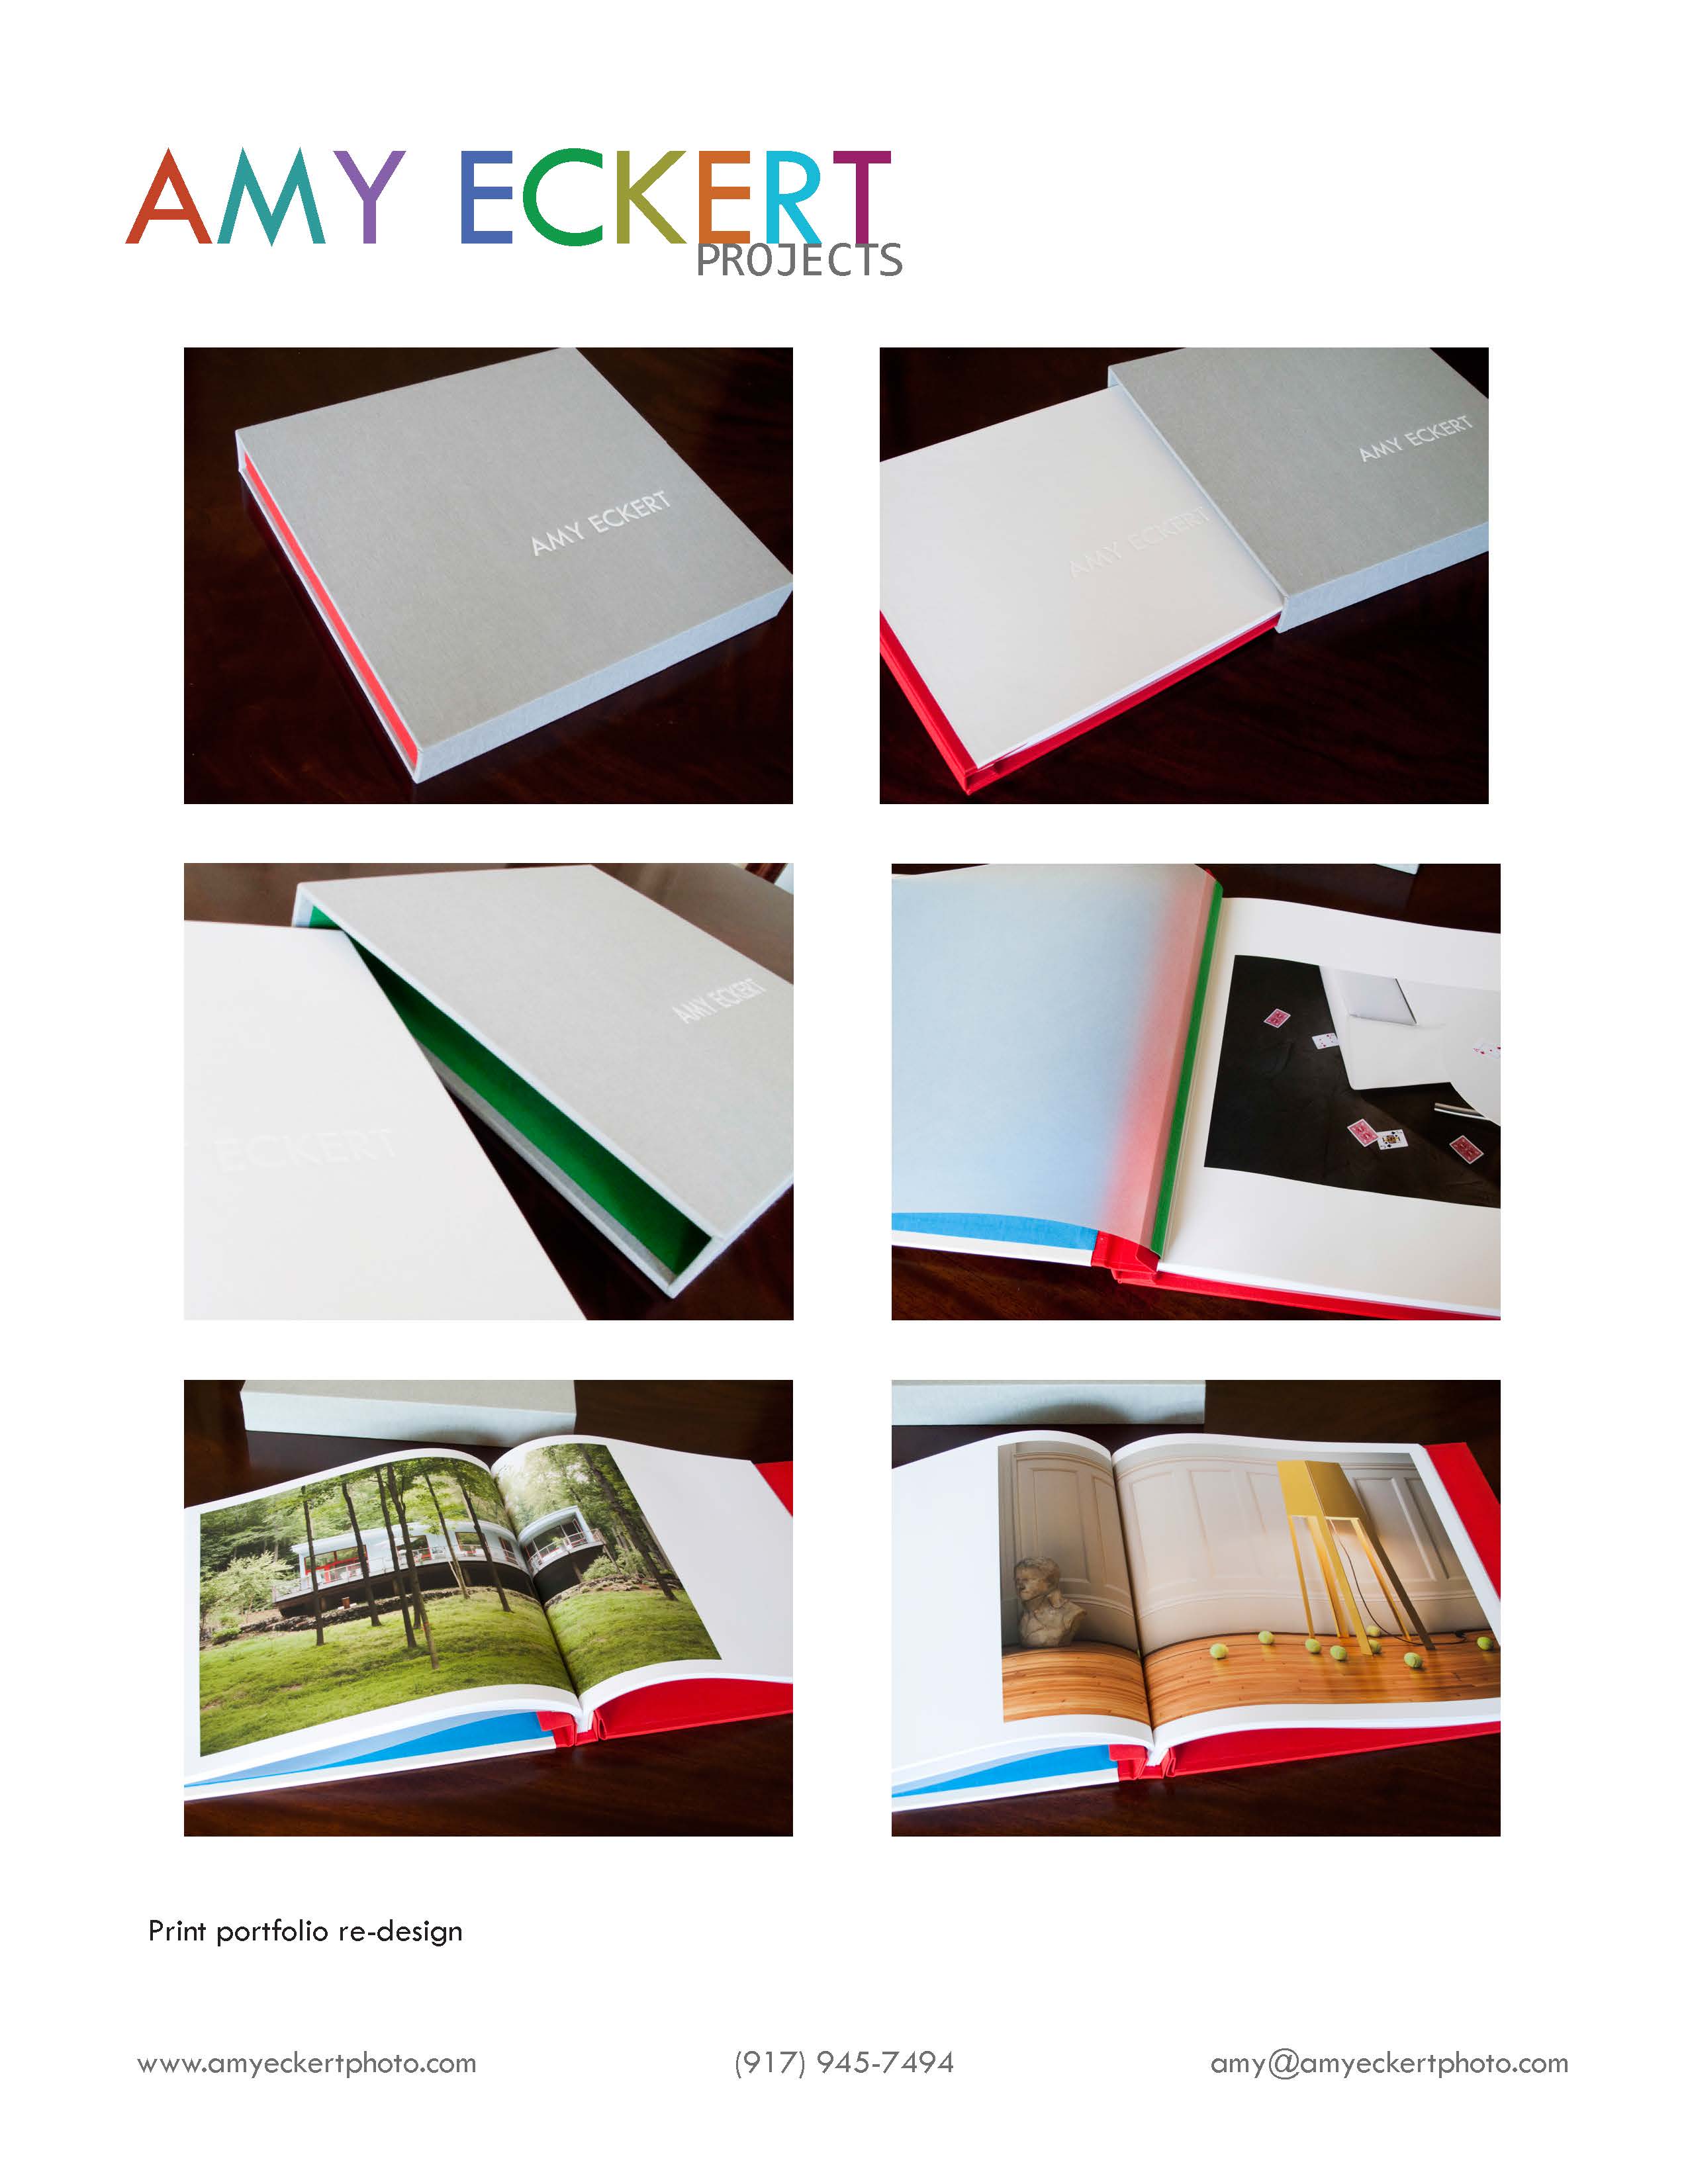 AMY ECKERT
PROJECTS
AMY ECKERT
AMY ECKERT
AMY ECKERT
AMY ECKERT
ECKERT
Print portfolio re-design
www.amyeckertphoto.com
(917) 945-7494
amy@amyeckertphoto.com